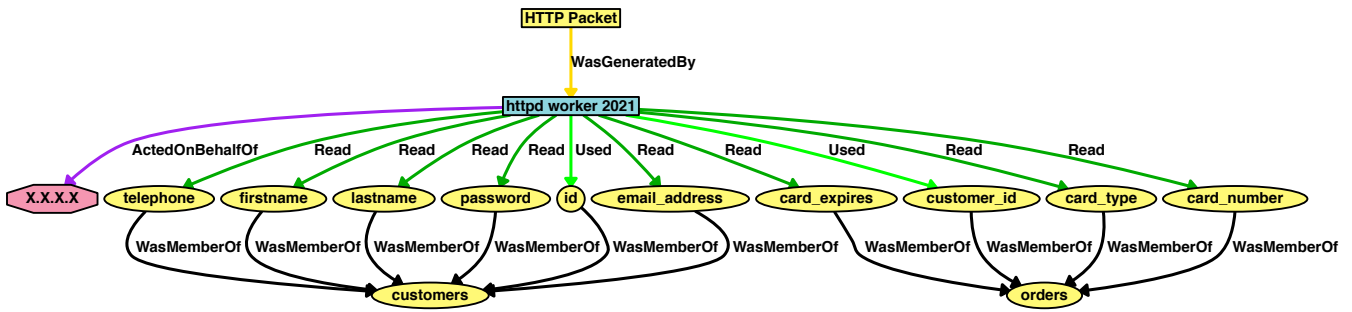 HTTP Packet
WasGeneratedBy
httpd worker 2021
ActedOnBehalfOf Read Read Read Read Used Read Read Used Read Read
X.X.X.X telephone firstname lastname password id email_address card_expires customer_id card_type card_number
WasMemberOf WasMemberOf WasMemberOf WasMemberOf WasMemberOf WasMemberOf WasMemberOf WasMemberOf WasMemberOf WasMemberOf
customers orders